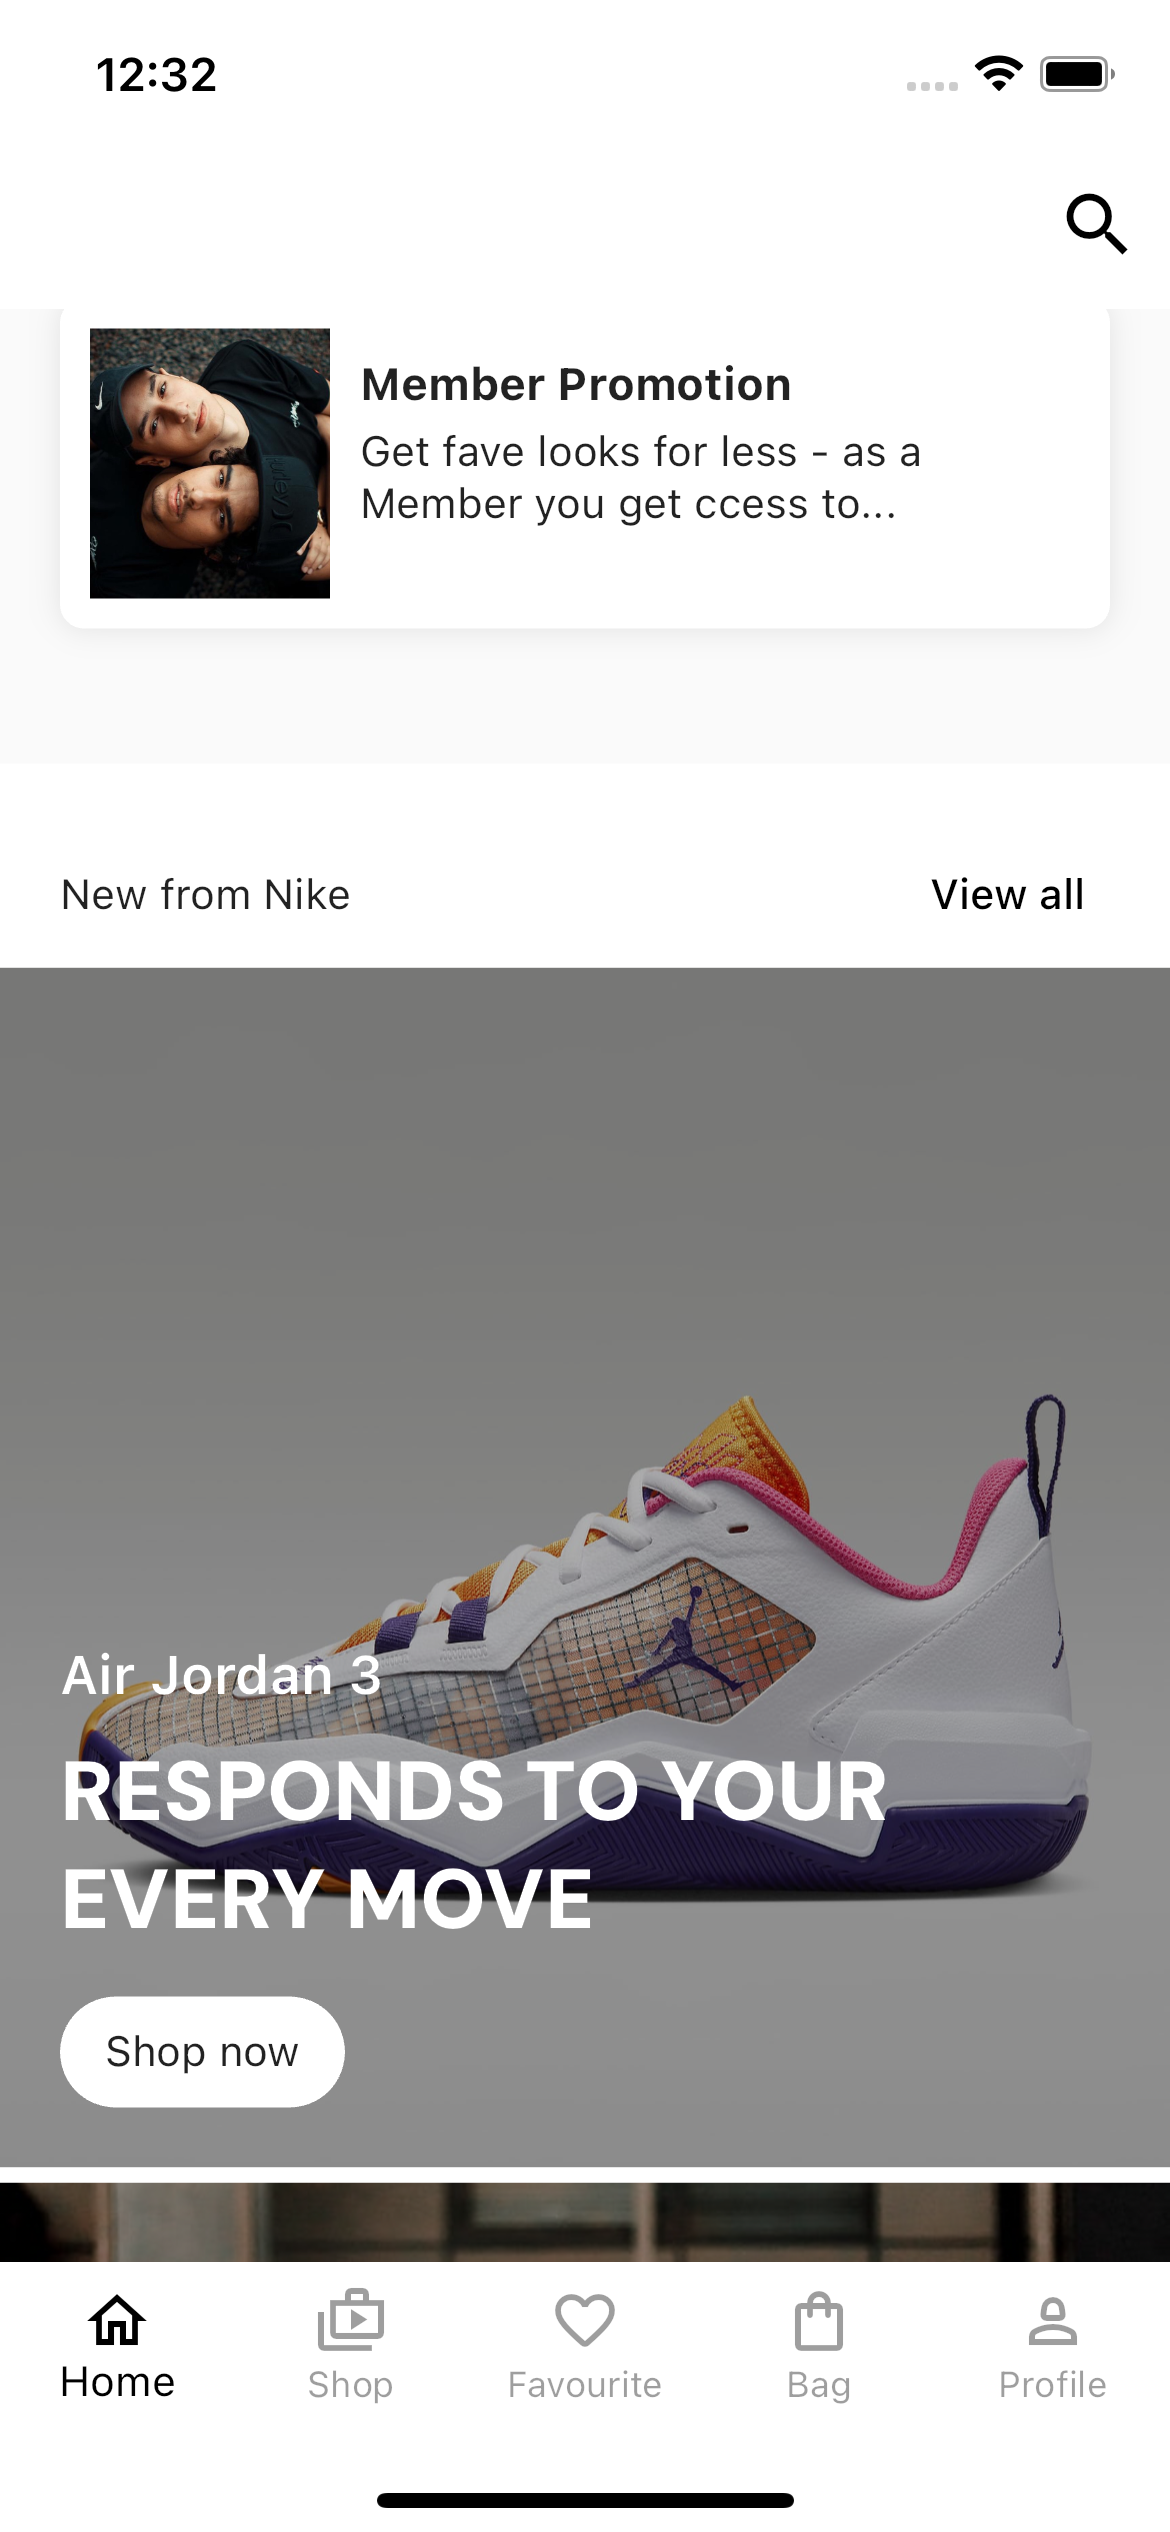 12:32
Member Promotion
Get fave looks for less - as a
Member you get ccess to...
New from Nike
View all
Air Jordan 3
RESPONDS TO YOUR
EVERY MOVE
Shop now
Home
Shop
Favourite
Bag
Profile